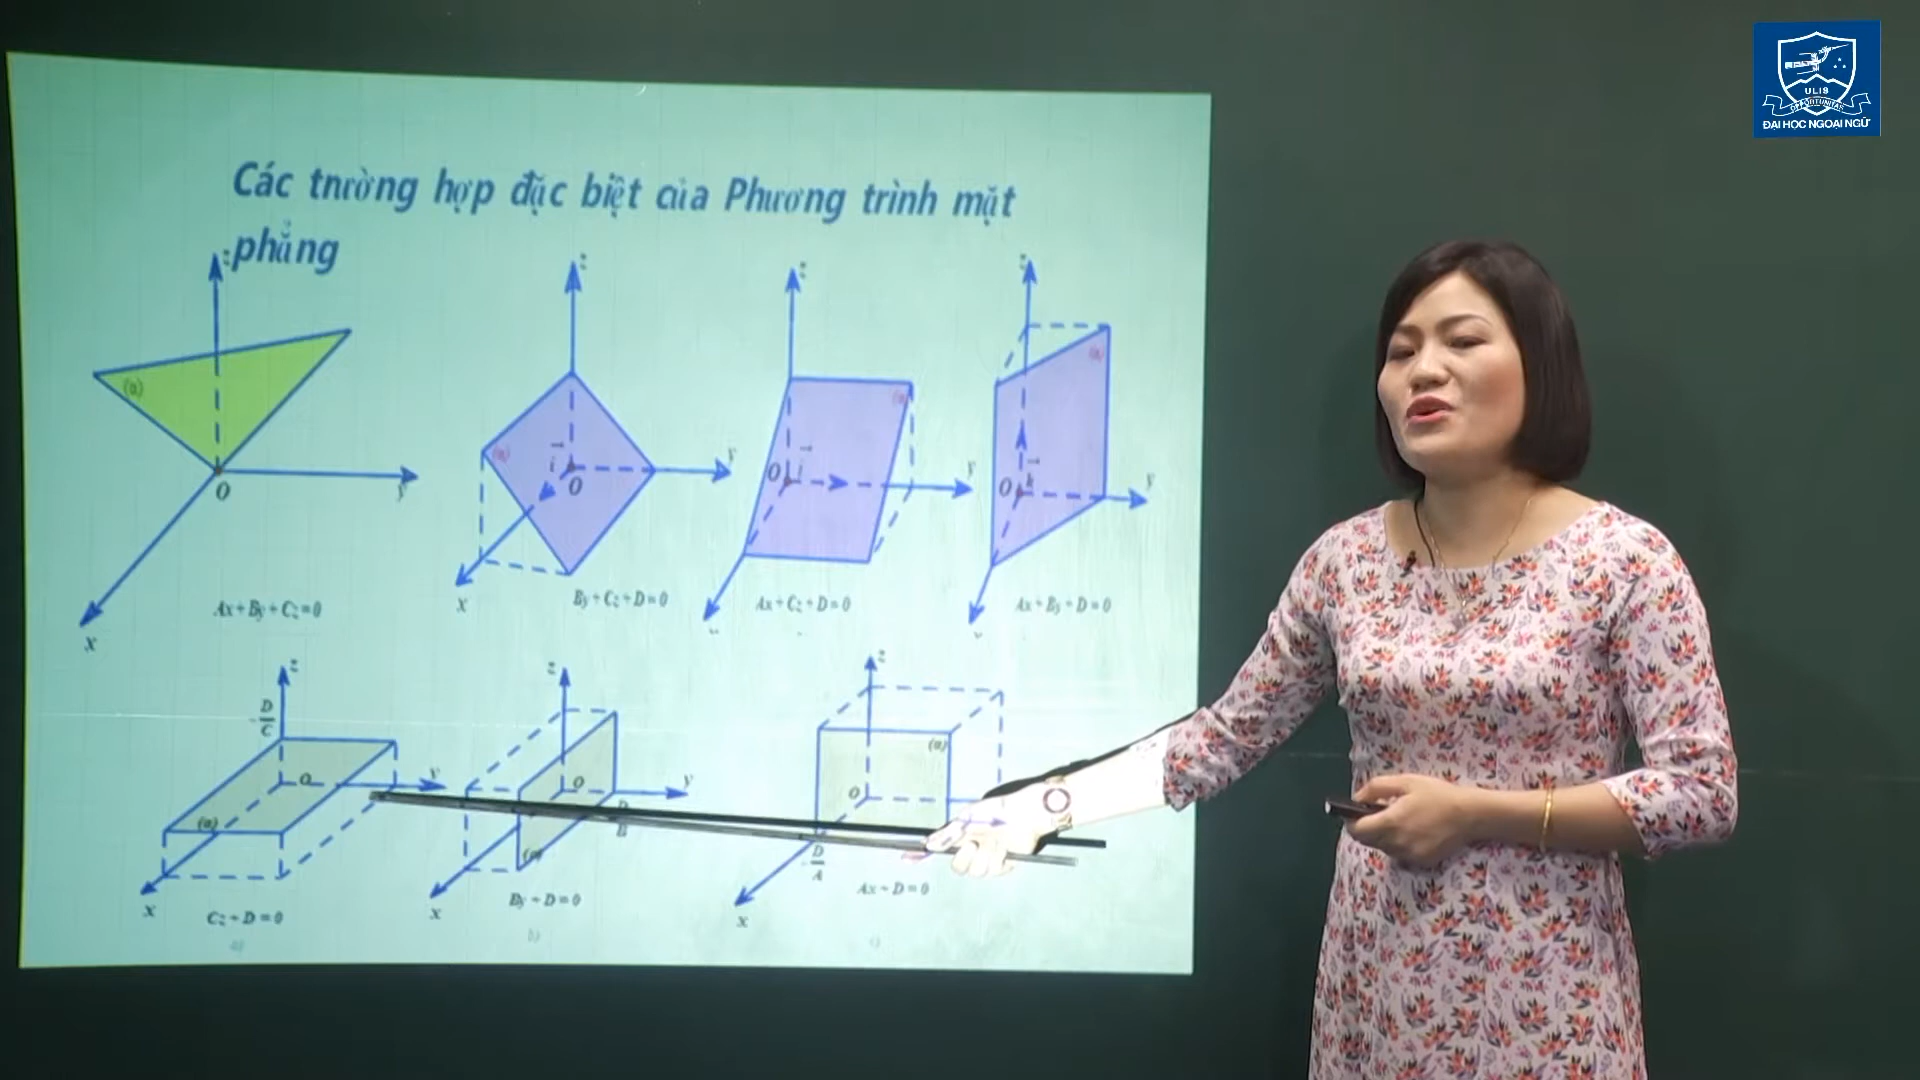 ULIS
OPPORTUNITAS
ĐẠI HỌC NGOẠI NGỮ
Các trường hợp đặc biệt của Phương trình mặt
phẳng
z
(α)
O
y
x
Ax+By+Cz=0
z
(α)
i
O
y
x
By+Cz+D=0
z
(α)
O
j
y
Ax+Cz+D=0
z
(α)
O
k
y
Ax+By+D=0
z
-D/C
O
y
(α)
x
Cz+D=0
a)
z
O
y
D
B
(α)
x
By+D=0
b)
z
(α)
O
-D/A
x
Ax+D=0
c)